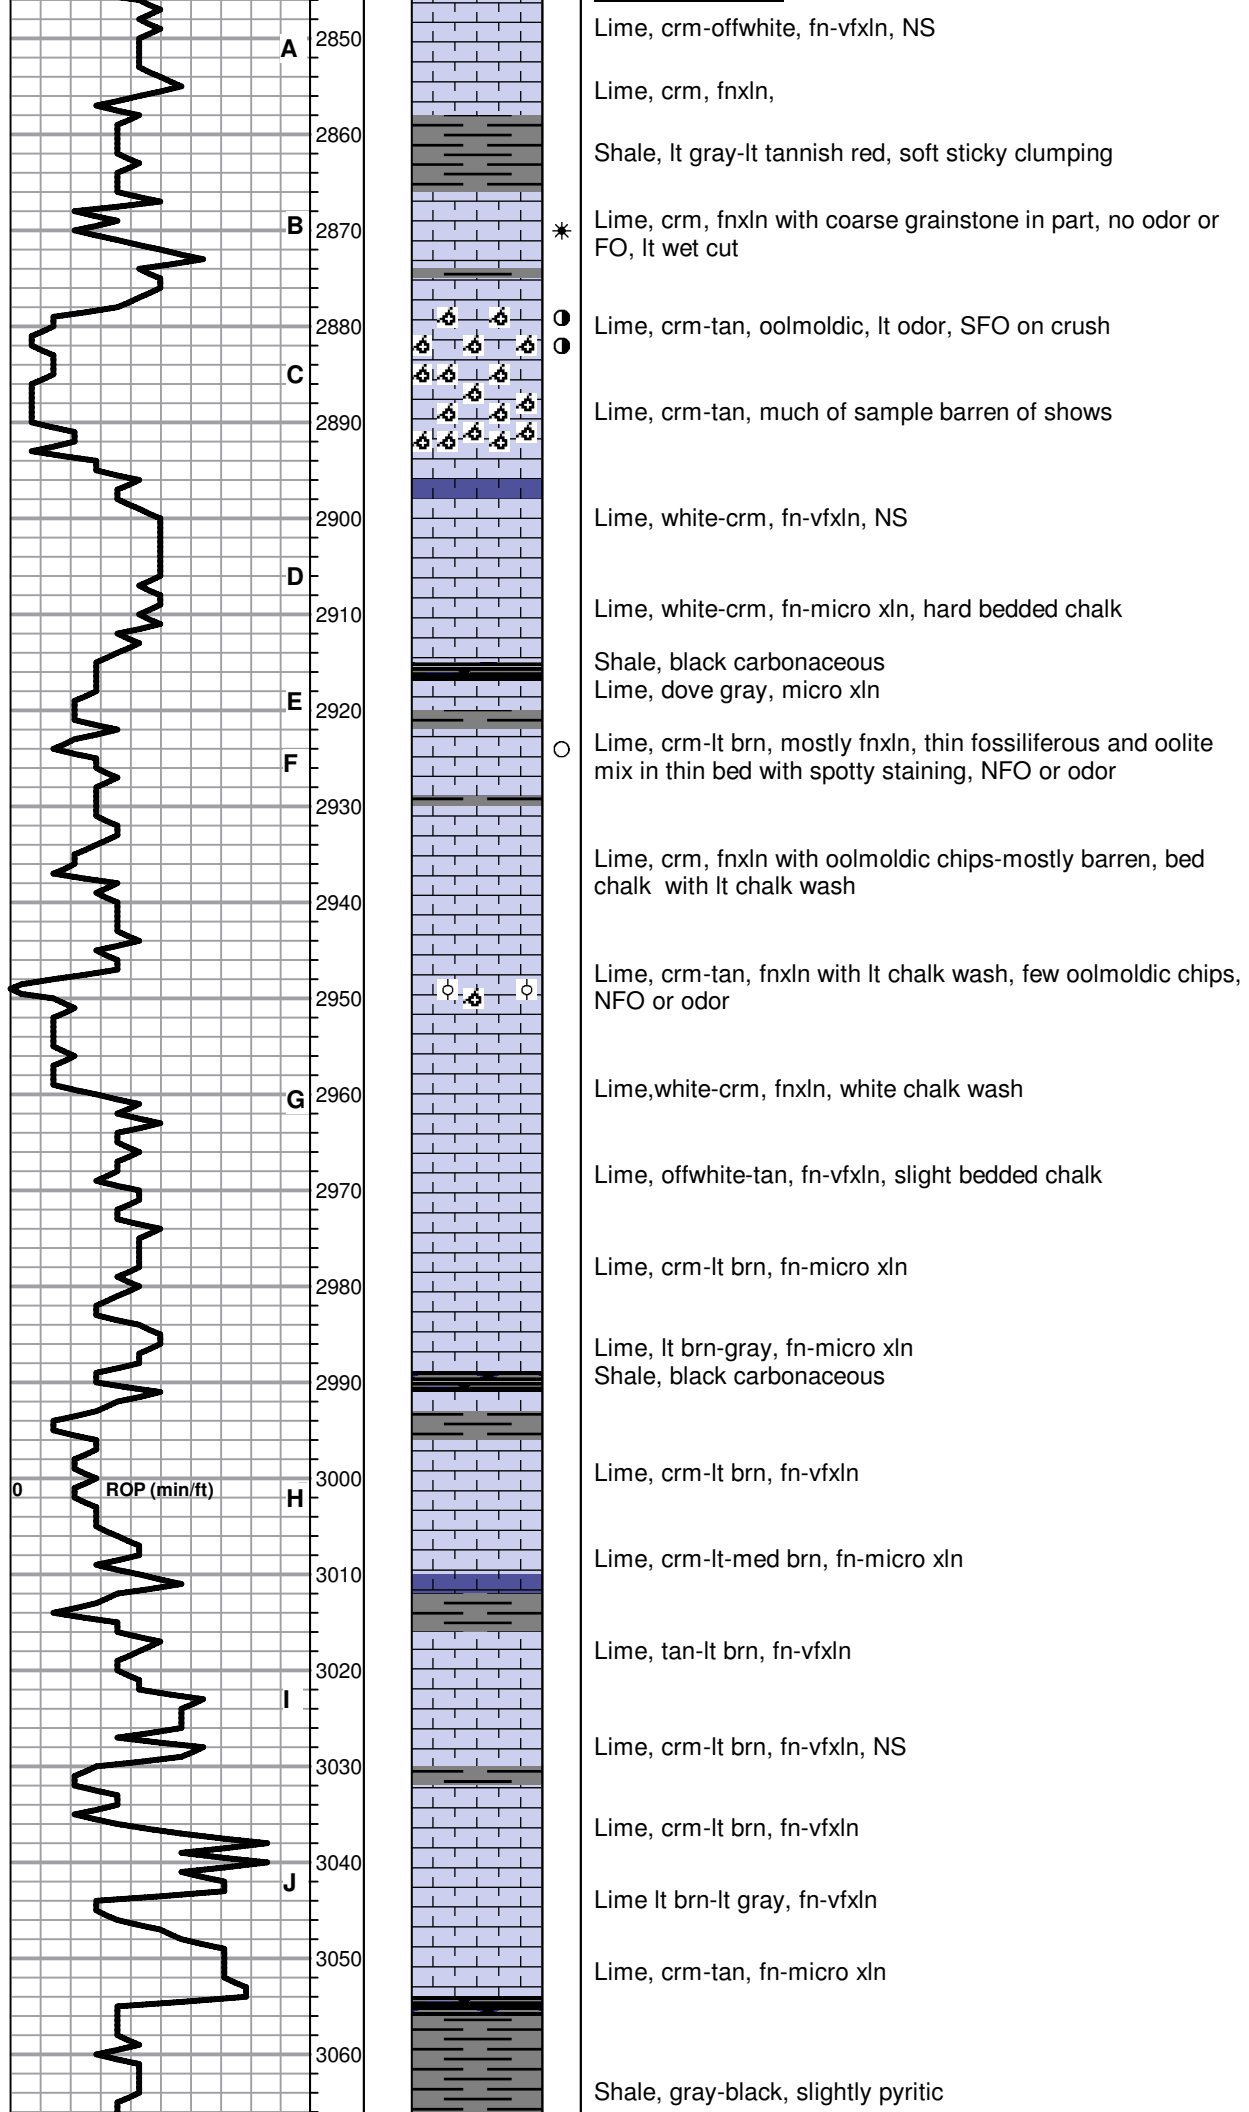 Lime, crm-offwhite, fn-vfxln, NS
2850
A
Lime, crm, fnxln,
2860
Shale, lt gray-lt tannish red, soft sticky clumping
B
2870
Lime, crm, fnxln with coarse grainstone in part, no odor or
FO, lt wet cut
2880
Lime, crm-tan, oolmoldic, lt odor, SFO on crush
C
2890
Lime, crm-tan, much of sample barren of shows
2900
Lime, white-crm, fn-vfxln, NS
D
2910
Lime, white-crm, fn-micro xln, hard bedded chalk
Shale, black carbonaceous
Lime, dove gray, micro xln
E
2920
F
Lime, crm-lt brn, mostly fnxln, thin fossiliferous and oolite
mix in thin bed with spotty staining, NFO or odor
2930
Lime, crm, fnxln with oolmoldic chips-mostly barren, bed
chalk  with lt chalk wash
2940
Lime, crm-tan, fnxln with lt chalk wash, few oolmoldic chips,
NFO or odor
2950
G
2960
Lime,white-crm, fnxln, white chalk wash
2970
Lime, offwhite-tan, fn-vfxln, slight bedded chalk
Lime, crm-lt brn, fn-micro xln
2980
Lime, lt brn-gray, fn-micro xln
Shale, black carbonaceous
2990
3000
Lime, crm-lt brn, fn-vfxln
0 ROP (min/ft)
H
Lime, crm-lt-med brn, fn-micro xln
3010
Lime, tan-lt brn, fn-vfxln
3020
I
Lime, crm-lt brn, fn-vfxln, NS
3030
Lime, crm-lt brn, fn-vfxln
3040
J
Lime lt brn-lt gray, fn-vfxln
3050
Lime, crm-tan, fn-micro xln
3060
Shale, gray-black, slightly pyritic